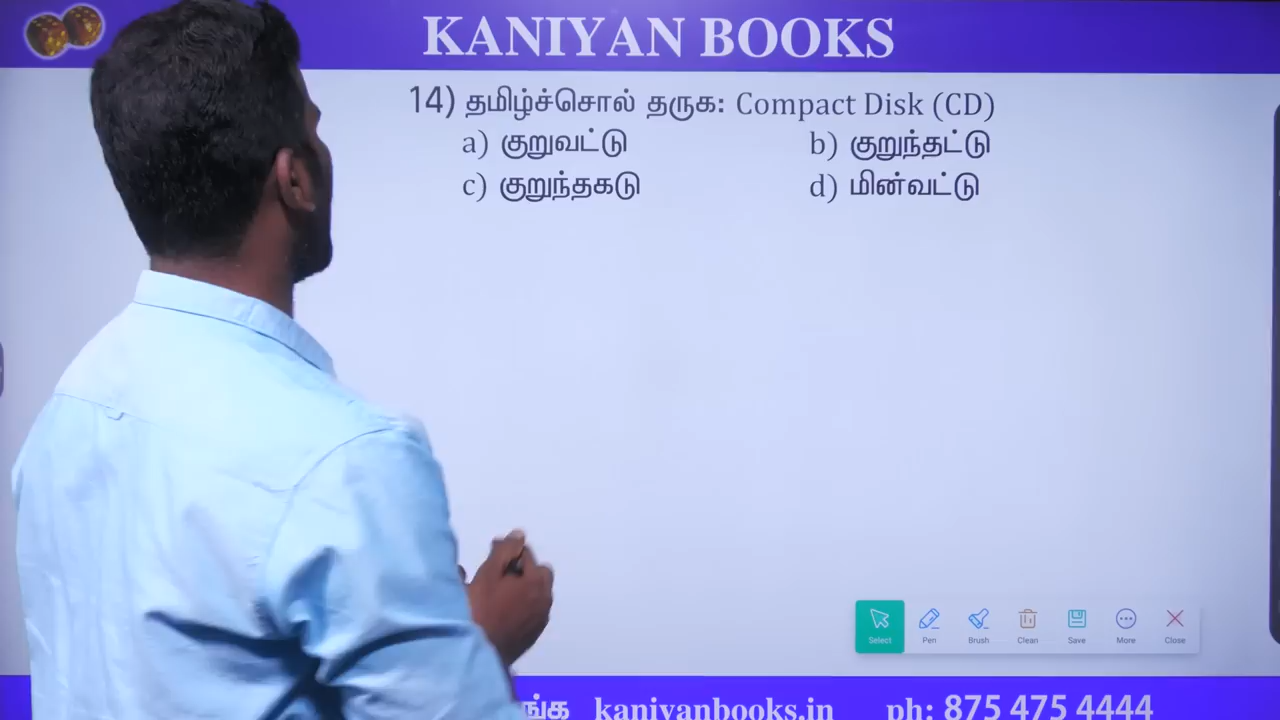 KANIYAN BOOKS
14) தமிழ்ச்சொல் தருக: Compact Disk (CD)
a) குறுவட்டு b) குறுந்தட்டு
c) குறுந்தகடு d) மின்வட்டு
Select Pen Brush Clean Save More Close
kaniyanbooks.in ph: 875 475 4444